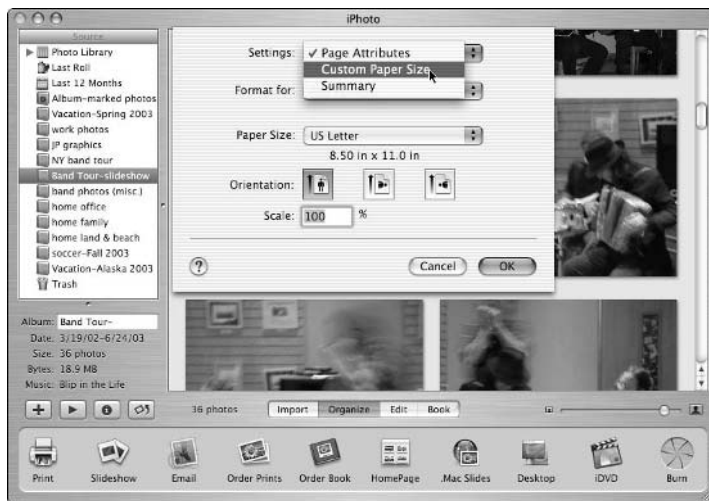 iPhoto
Source
Photo Library
Last Roll
Last 12 Months
Album-marked photos
Vacation-Spring 2003
work photos
JP graphics
NY band tour
Band Tour-slideshow
band photos (misc.)
home office
home family
home land & beach
soccer-Fall 2003
Vacation-Alaska 2003
Trash
Settings: ✓ Page Attributes
Custom Paper Size
Summary
Format for:
Paper Size: US Letter
8.50 in x 11.0 in
Orientation:
Scale: 100 %
? Cancel OK
Album: Band Tour-
Date: 3/19/02-6/24/03
Size: 36 photos
Bytes: 18.9 MB
Music: Blip in the Life
36 photos Import Organize Edit Book
Print Slideshow Email Order Prints Order Book HomePage .Mac Slides Desktop iDVD Burn